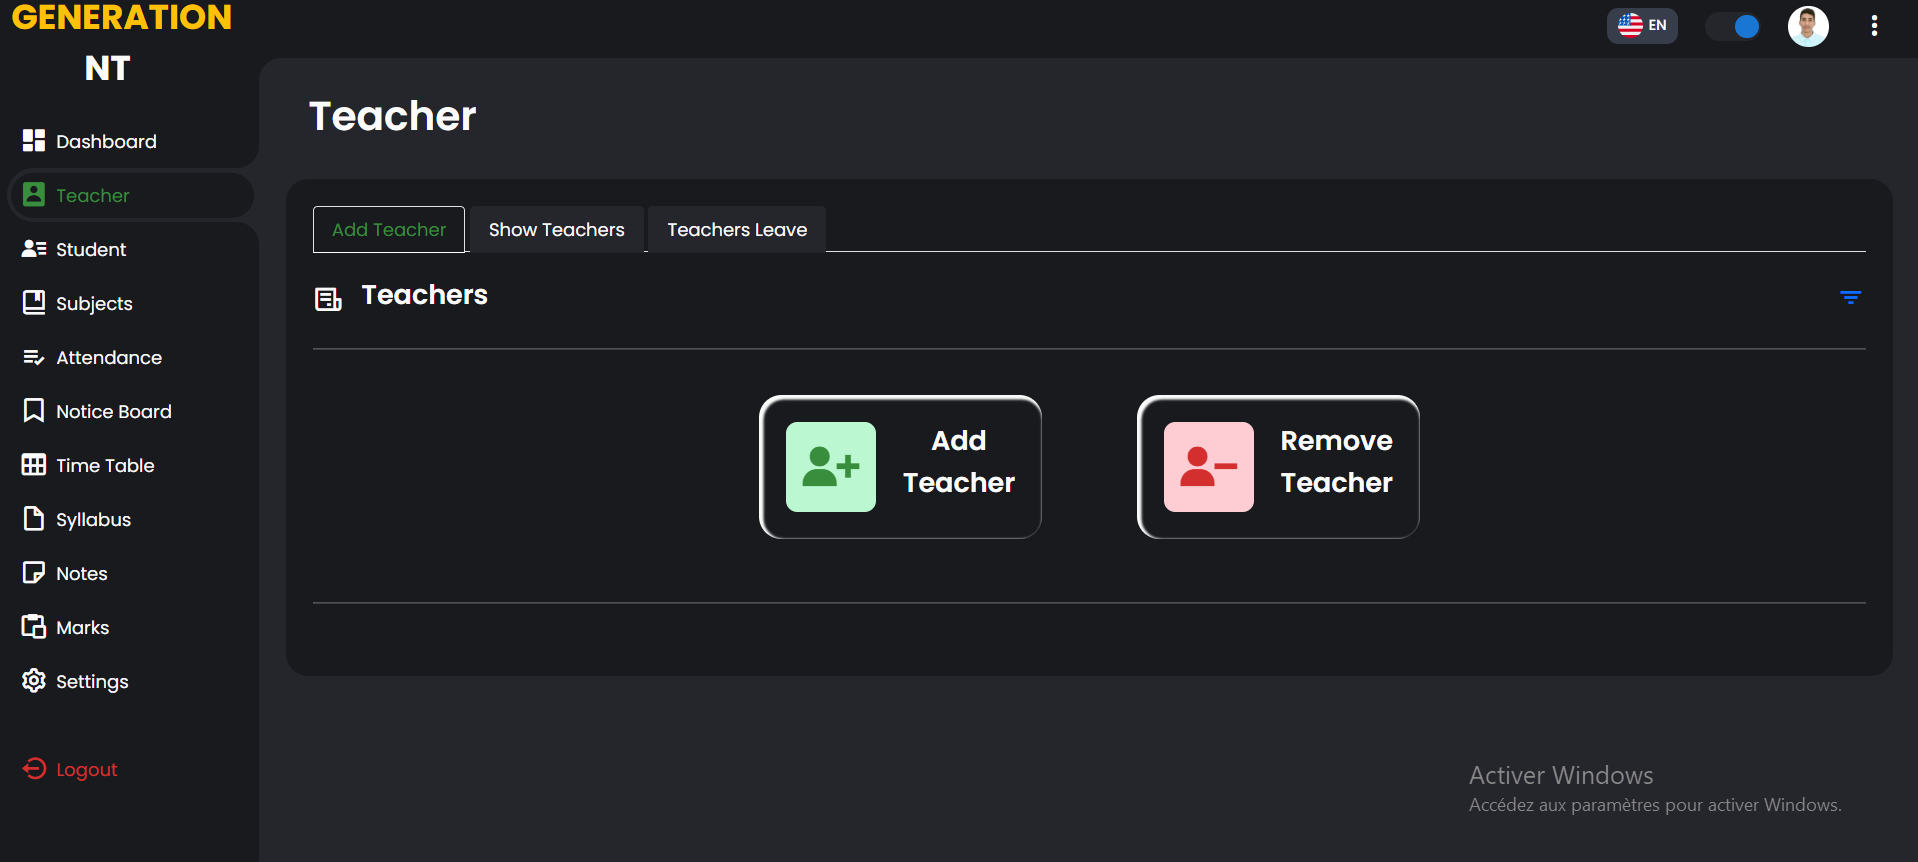 GENERATION
NT
EN
Dashboard
Teacher
Student
Subjects
Attendance
Notice Board
Time Table
Syllabus
Notes
Marks
Settings
Logout
Teacher
Add Teacher
Show Teachers
Teachers Leave
Teachers
Add
Teacher
Remove
Teacher
Activer Windows
Accédez aux paramètres pour activer Windows.